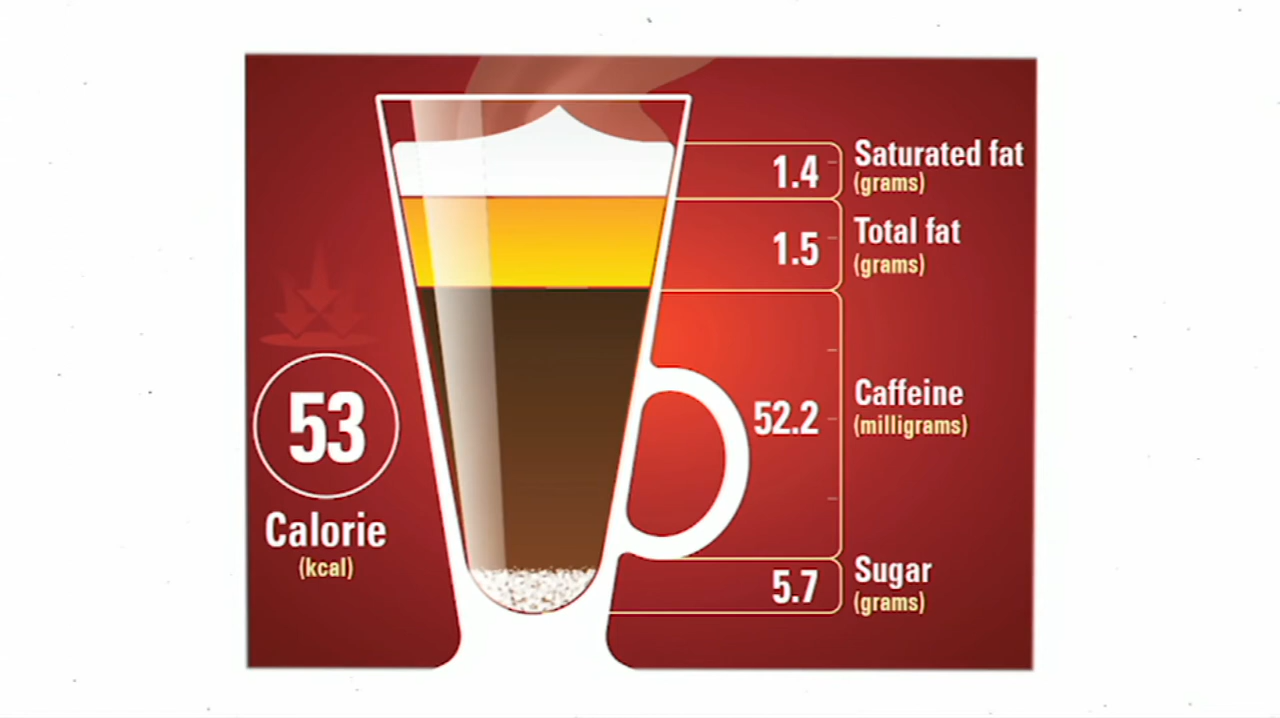 1.4
Saturated fat
(grams)
1.5
Total fat
(grams)
52.2
Caffeine
(milligrams)
5.7
Sugar
(grams)
53
Calorie
(kcal)